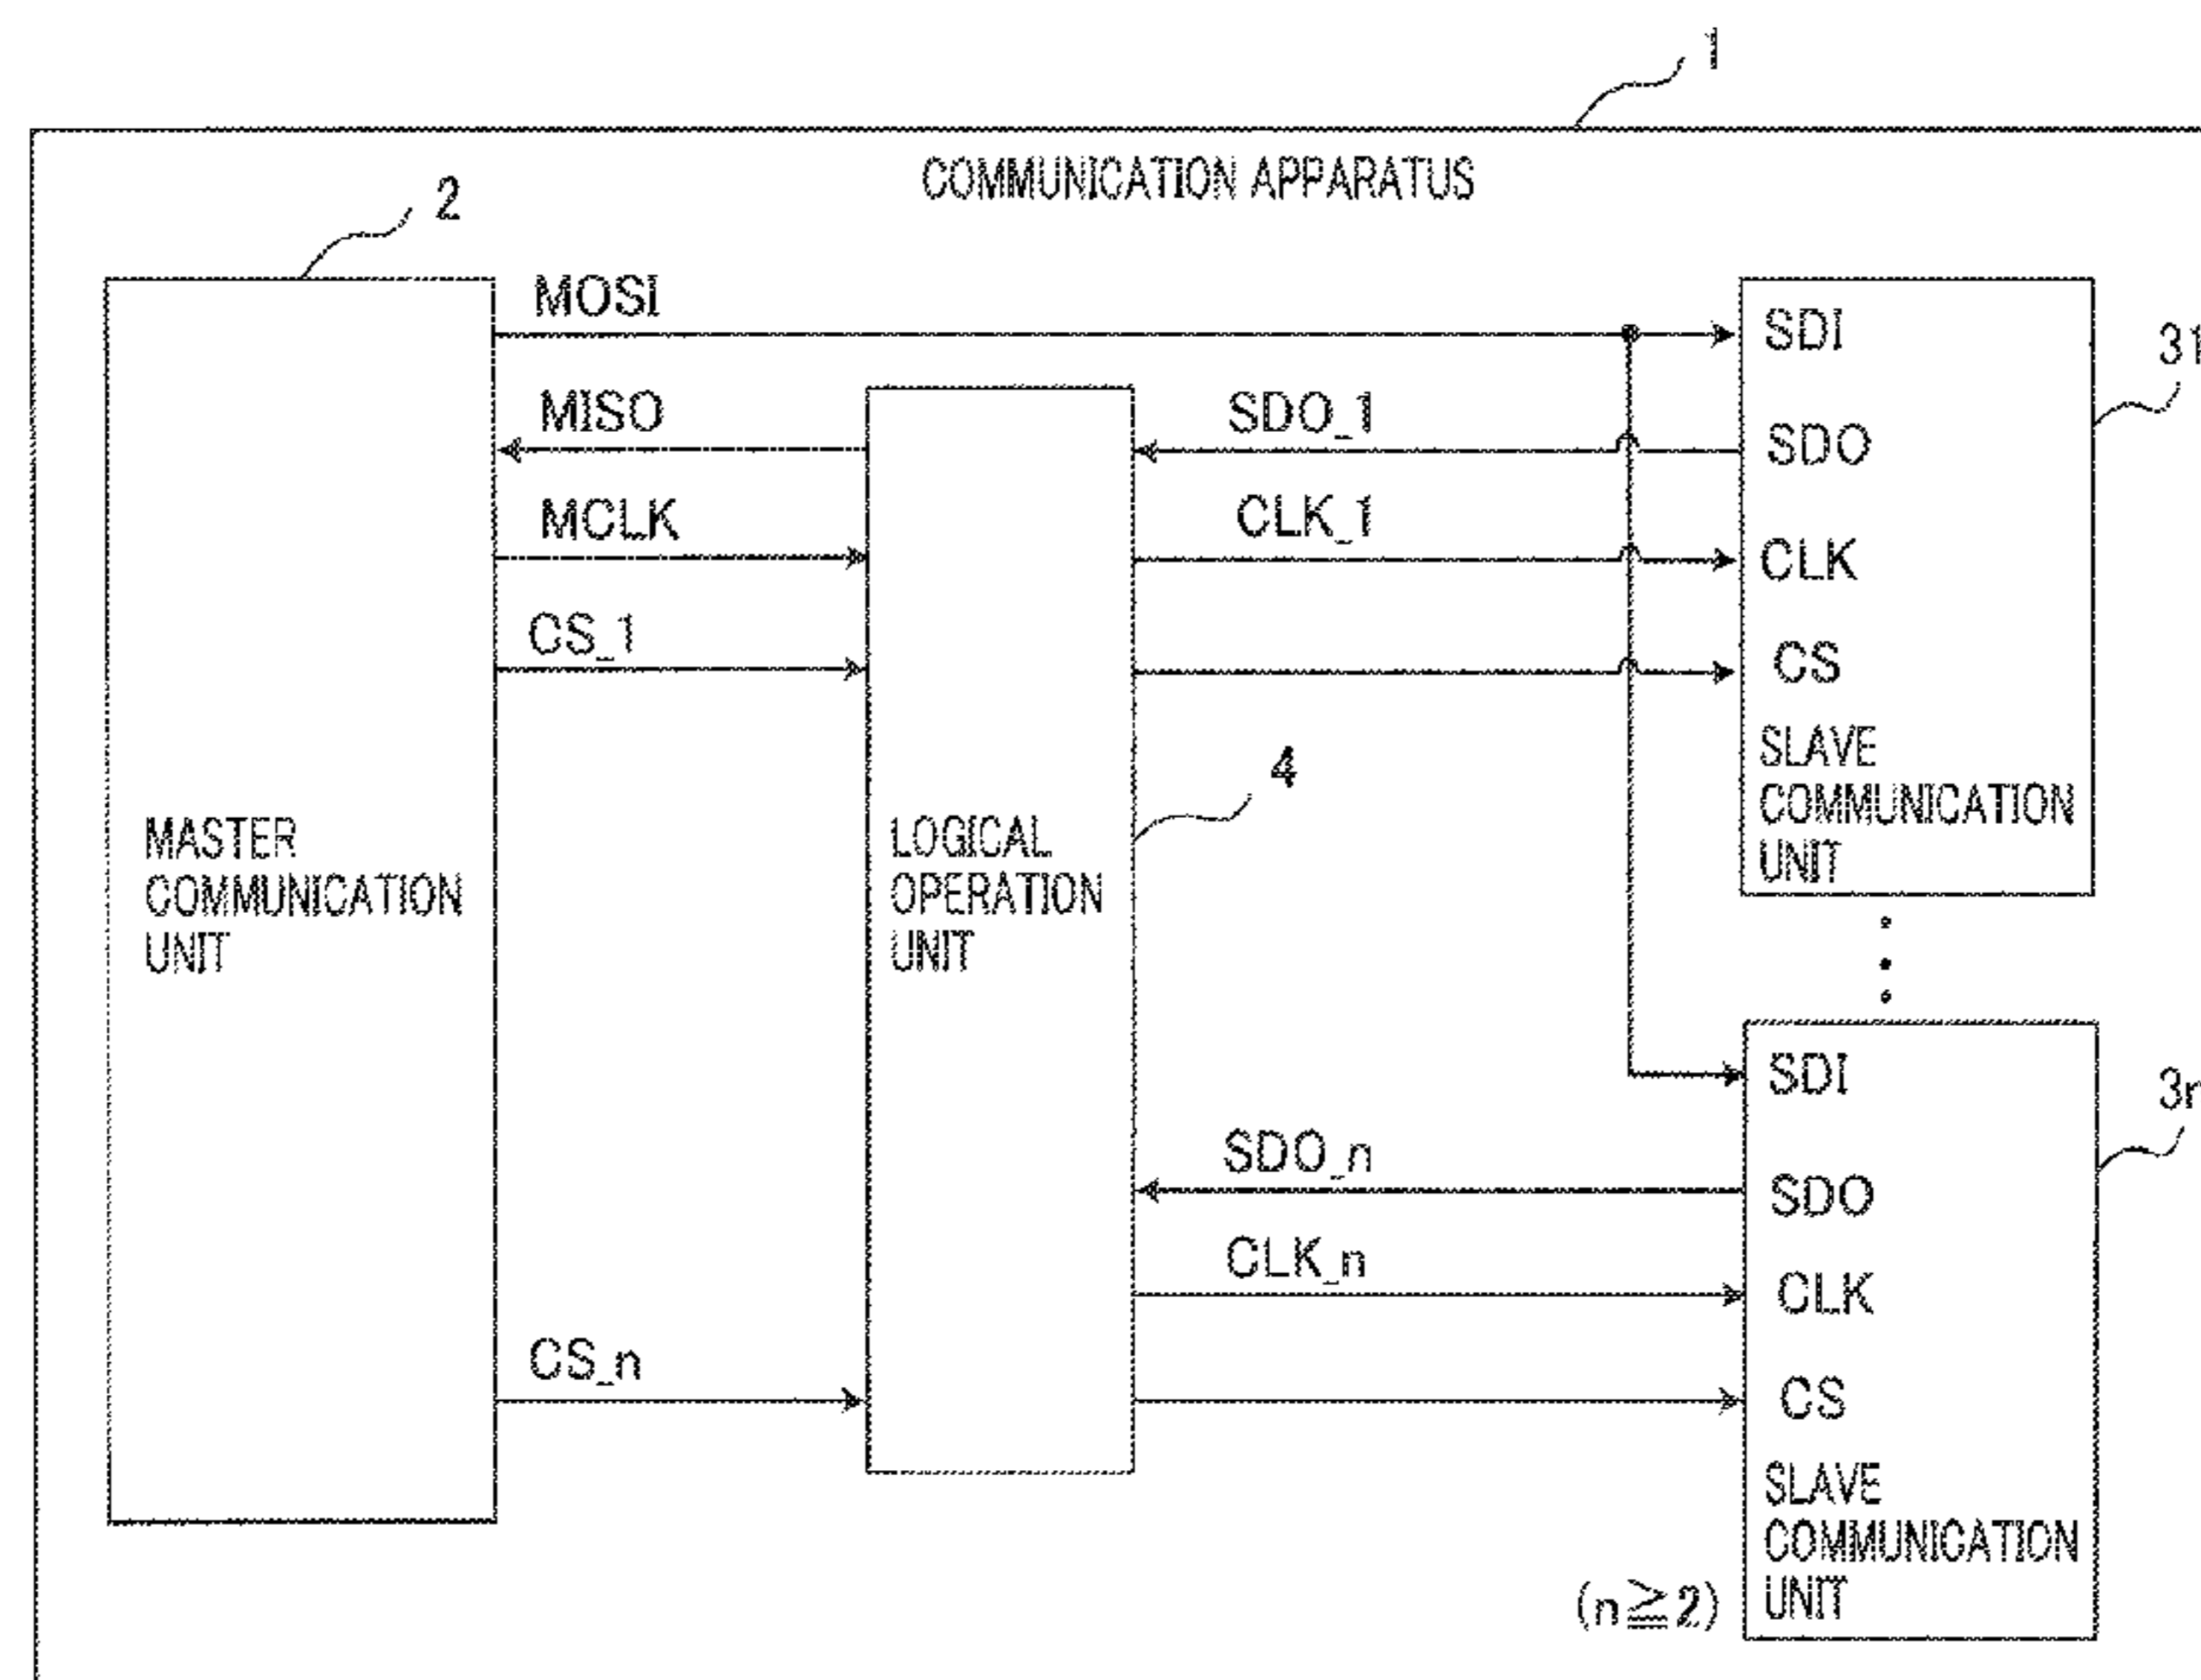 1
COMMUNICATION APPARATUS
2
MOSI
MISO
MCLK
CS_1
CS_n
MASTER
COMMUNICATION
UNIT
4
LOGICAL
OPERATION
UNIT
SDO_1
CLK_1
SDO_n
CLK_n
31
SDI
SDO
CLK
CS
SLAVE
COMMUNICATION
UNIT
SDI
SDO
CLK
CS
SLAVE
COMMUNICATION
UNIT
(n≧2)